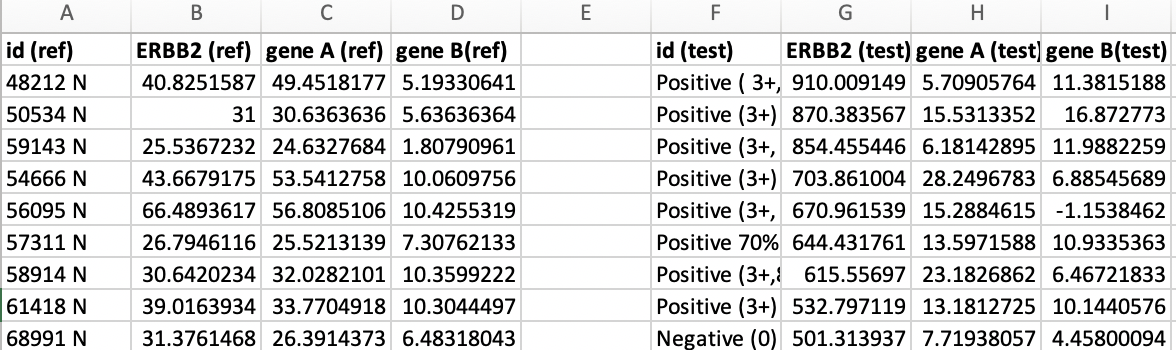 A B C D E F G H I
id (ref) ERBB2 (ref) gene A (ref) gene B(ref) id (test) ERBB2 (test) gene A (test) gene B(test)
48212 N 40.8251587 49.4518177 5.19330641 Positive ( 3+, 910.009149 5.70905764 11.3815188
50534 N 31 30.6363636 5.63636364 Positive (3+) 870.383567 15.5313352 16.872773
59143 N 25.5367232 24.6327684 1.80790961 Positive (3+, 854.455446 6.18142895 11.9882259
54666 N 43.6679175 53.5412758 10.0609756 Positive (3+) 703.861004 28.2496783 6.88545689
56095 N 66.4893617 56.8085106 10.4255319 Positive (3+, 670.961539 15.2884615 -1.1538462
57311 N 26.7946116 25.5213139 7.30762133 Positive 70% 644.431761 13.5971588 10.9335363
58914 N 30.6420234 32.0282101 10.3599222 Positive (3+, 615.55697 23.1826862 6.46721833
61418 N 39.0163934 33.7704918 10.3044497 Positive (3+) 532.797119 13.1812725 10.1440576
68991 N 31.3761468 26.3914373 6.48318043 Negative (0) 501.313937 7.71938057 4.45800094